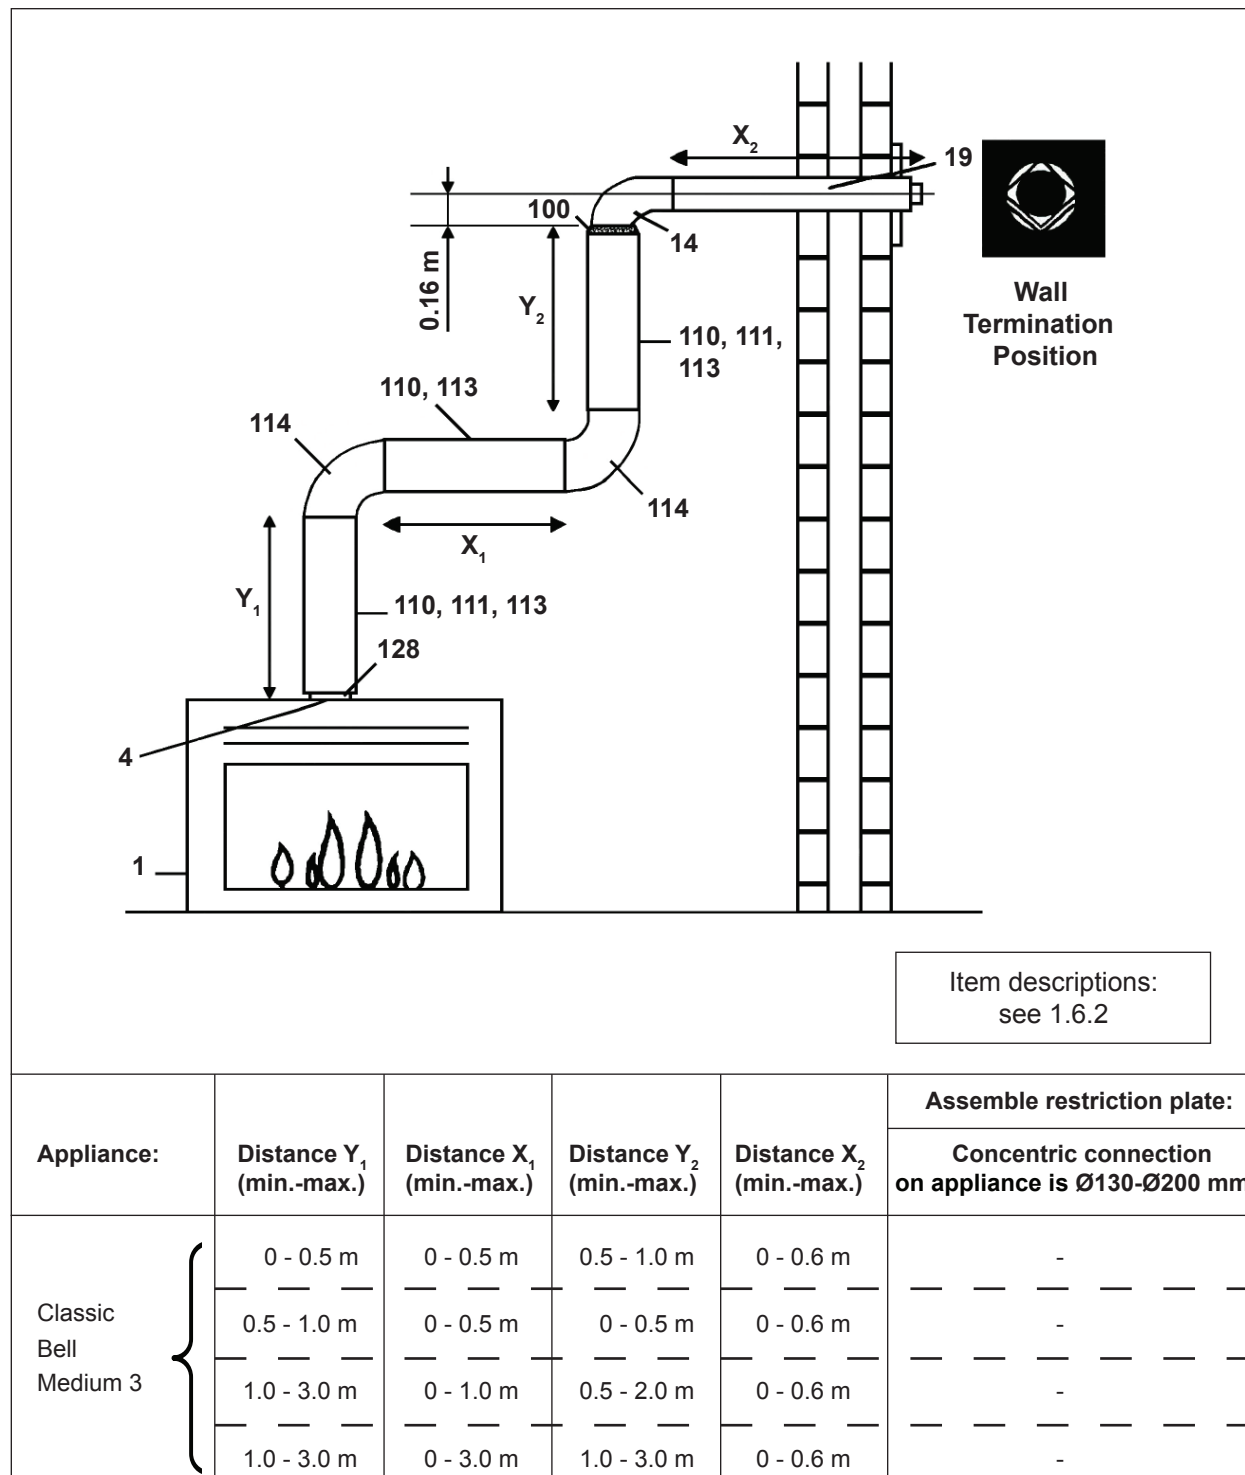 X2
19
100
14
0.16 m
Y2
Wall
Termination
Position
110, 111,
113
110, 113
114
114
X1
Y1
110, 111, 113
128
4
1
Item descriptions:
see 1.6.2
Assemble restriction plate:
Appliance:
Distance Y1
(min.-max.)
Distance X1
(min.-max.)
Distance Y2
(min.-max.)
Distance X2
(min.-max.)
Concentric connection
on appliance is Ø130-Ø200 mm
Classic
Bell
Medium 3
0 - 0.5 m 0 - 0.5 m 0.5 - 1.0 m 0 - 0.6 m -
0.5 - 1.0 m 0 - 0.5 m 0 - 0.5 m 0 - 0.6 m -
1.0 - 3.0 m 0 - 1.0 m 0.5 - 2.0 m 0 - 0.6 m -
1.0 - 3.0 m 0 - 3.0 m 1.0 - 3.0 m 0 - 0.6 m -